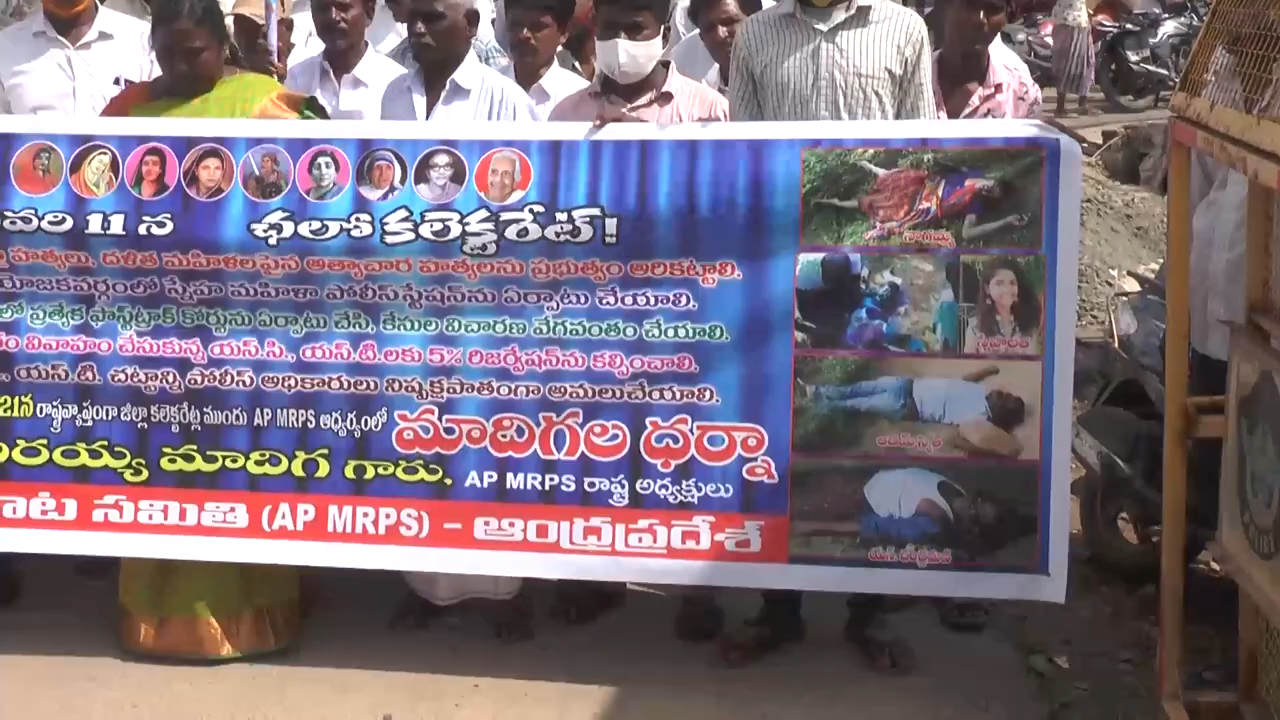 వరి 11 న ఛలో కలెక్టరేట్!
హత్యలు, దళిత మహిళలపైన అత్యాచార హత్యలను ప్రభుత్వం అరికట్టాలి.
యోజకవర్గంలో స్నేహ మహిళా పోలీస్ స్టేషన్‌ను ఏర్పాటు చేయాలి.
లో ప్రత్యేక ఫాస్ట్‌ట్రాక్ కోర్టును ఏర్పాటు చేసి, కేసుల విచారణ వేగవంతం చేయాలి.
వివాహం చేసుకున్న యస్.సి., యస్.టి.లకు 5% రిజర్వేషన్‌ను కల్పించాలి.
యస్.టి. చట్టాన్ని పోలీస్ అధికారులు నిష్పక్షపాతంగా అమలుచేయాలి.
21న రాష్ట్రవ్యాప్తంగా జిల్లా కలెక్టరేట్ల ముందు AP MRPS ఆధ్వర్యంలో మాదిగల ధర్నా
రయ్య మాదిగ గారు, AP MRPS రాష్ట్ర అధ్యక్షులు
రాట సమితి (AP MRPS) – ఆంధ్రప్రదేశ్
నాగమ్మ
స్నేహలత